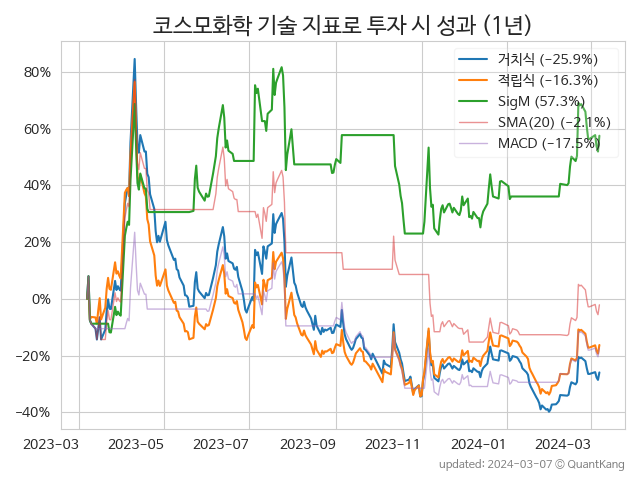 코스모화학 기술 지표로 투자 시 성과 (1년)
거치식 (−25.9%)
적립식 (−16.3%)
SigM (57.3%)
SMA(20) (−2.1%)
MACD (−17.5%)
80%
60%
40%
20%
0%
−20%
−40%
2023−03 2023−05 2023−07 2023−09 2023−11 2024−01 2024−03
updated: 2024−03−07 © QuantKang